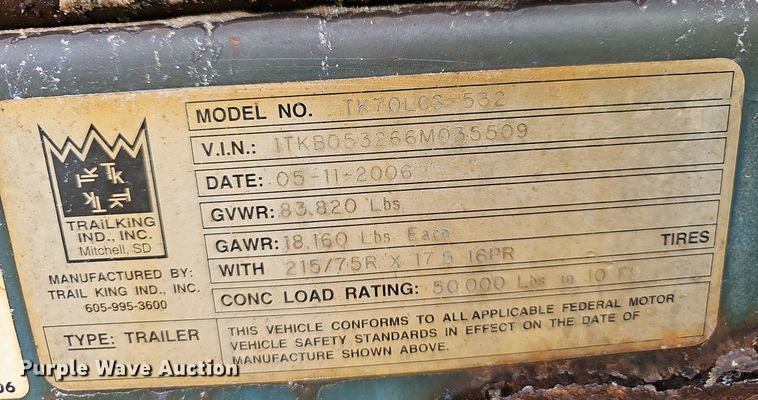 MODEL NO. TK70LCS-532
V.I.N.: 1TKB053266M035509
DATE: 05-11-2006
GVWR: 83,820 Lbs.
GAWR: 18,160 Lbs Each
WITH 215/75R X 17.5 16PR TIRES
CONC LOAD RATING: 50,000 Lbs in 10 Ft
TK
TRAILKING
IND., INC.
Mitchell, SD
MANUFACTURED BY:
TRAIL KING IND., INC.
605-995-3600
TYPE: TRAILER
THIS VEHICLE CONFORMS TO ALL APPLICABLE FEDERAL MOTOR
VEHICLE SAFETY STANDARDS IN EFFECT ON THE DATE OF
MANUFACTURE SHOWN ABOVE.
Purple Wave Auction
06